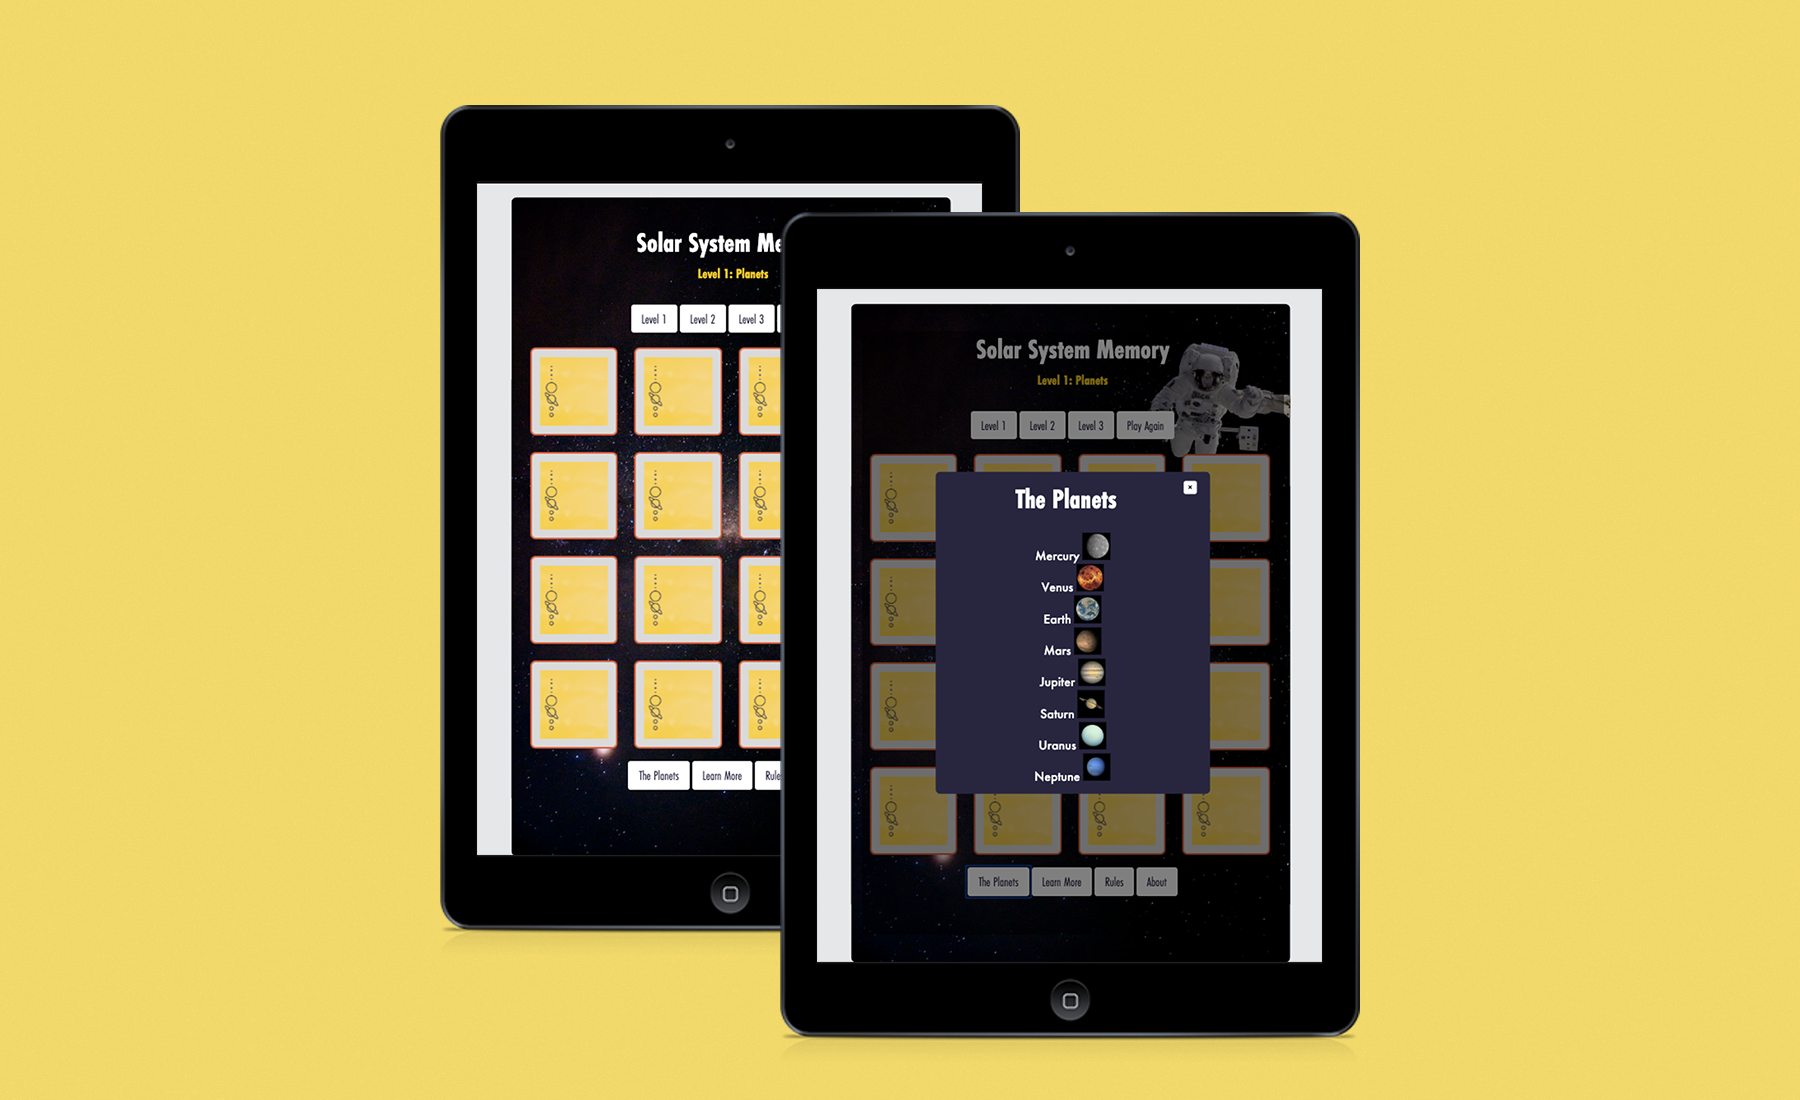 Solar System Me
Level 1: Planets
Level 1 Level 2 Level 3
The Planets Learn More Rule
Solar System Memory
Level 1: Planets
Level 1 Level 2 Level 3 Play Again
The Planets ×
Mercury
Venus
Earth
Mars
Jupiter
Saturn
Uranus
Neptune
The Planets Learn More Rules About